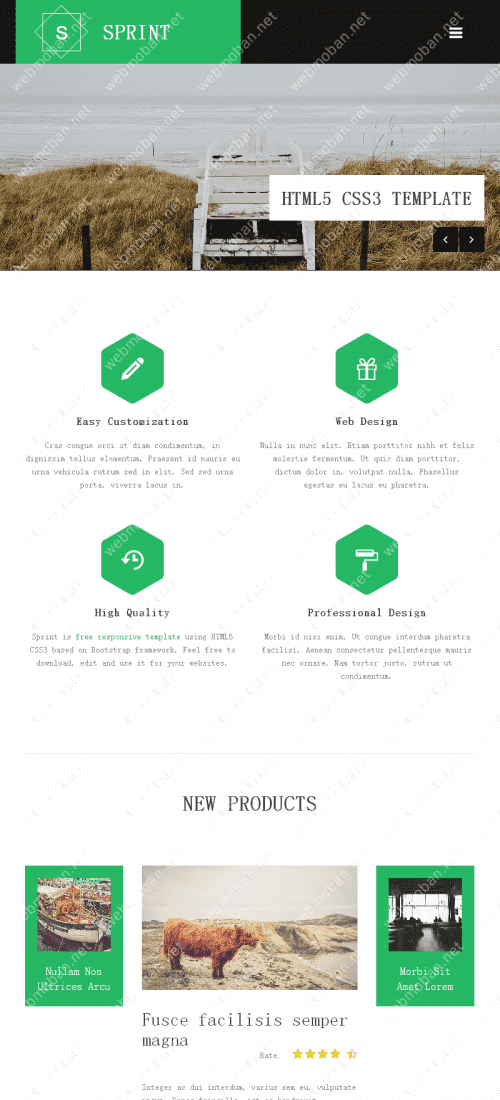 S
SPRINT
HTML5 CSS3 TEMPLATE
Easy Customization
Cras congue orci at diam condimentum, in
dignissim tellus elementum. Praesent id mauris eu
urna vehicula rutrum sed in elit. Sed sed urna
porta, viverra lacus in.
Web Design
Nulla in nunc elit. Etiam porttitor nibh et felis
molestie fermentum. Ut quis diam porttitor,
dictum dolor in, volutpat nulla. Phasellus
egestas eu lacus eu pharetra.
High Quality
Sprint is free responsive template using HTML5
CSS3 based on Bootstrap framework. Feel free to
download, edit and use it for your websites.
Professional Design
Morbi id nisi enim. Ut congue interdum pharetra
facilisi. Aenean consectetur pellentesque mauris
nec ornare. Nam tortor justo, rutrum ut
condimentum.
NEW PRODUCTS
Nullam Non
Ultrices Arcu
Fusce facilisis semper
magna
Rate:
Integer ac dui interdum, varius sem eu, vulputate
Morbi Sit
Amet Lorem
webmoban.net